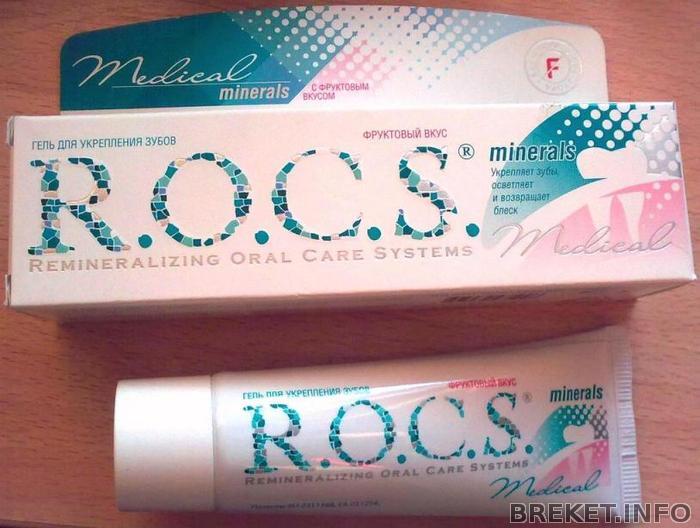 Medical
minerals
С ФРУКТОВЫМ
ВКУСОМ
F
ГЕЛЬ ДЛЯ УКРЕПЛЕНИЯ ЗУБОВ
ФРУКТОВЫЙ ВКУС
R.O.C.S.®
minerals
Укрепляет зубы,
осветляет
и возвращает
блеск
REMINERALIZING ORAL CARE SYSTEMS
Medical
ГЕЛЬ ДЛЯ УКРЕПЛЕНИЯ ЗУБОВ
ФРУКТОВЫЙ ВКУС
R.O.C.S.®
minerals
REMINERALIZING ORAL CARE SYSTEMS
Medical
BREKET.INFO